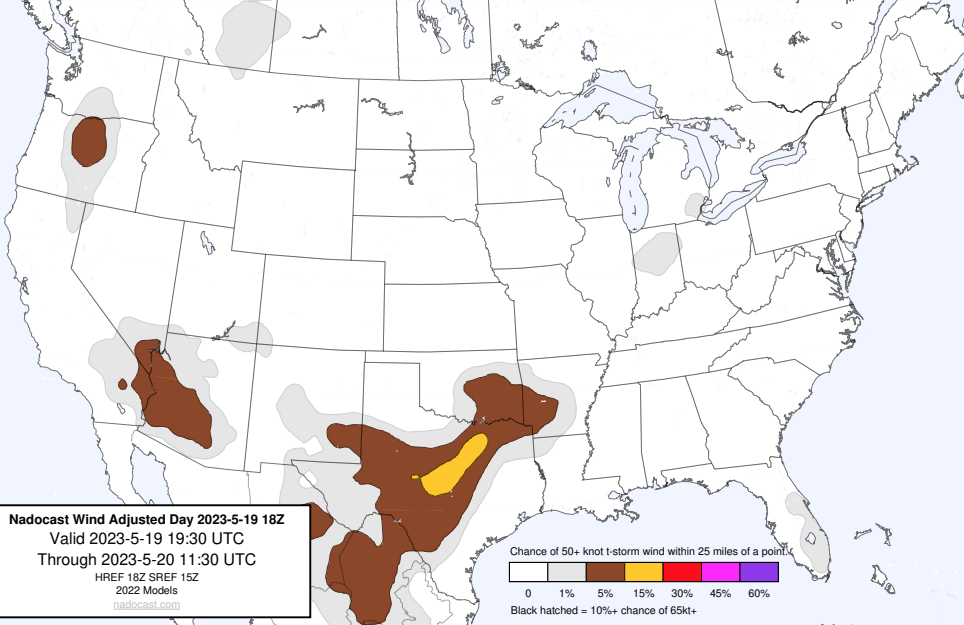 Nadocast Wind Adjusted Day 2023-5-19 18Z
Valid 2023-5-19 19:30 UTC
Through 2023-5-20 11:30 UTC
HREF 18Z SREF 15Z
2022 Models
nadocast.com
Chance of 50+ knot t-storm wind within 25 miles of a point.
0 1% 5% 15% 30% 45% 60%
Black hatched = 10%+ chance of 65kt+